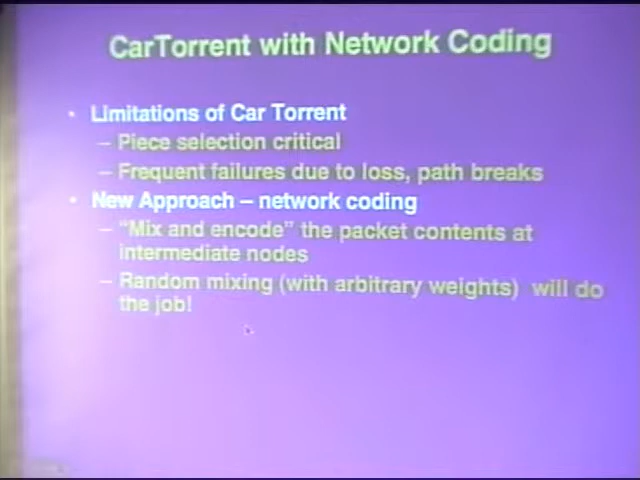 CarTorrent with Network Coding
• Limitations of Car Torrent
– Piece selection critical
– Frequent failures due to loss, path breaks
• New Approach – network coding
– "Mix and encode" the packet contents at
intermediate nodes
– Random mixing (with arbitrary weights) will do
the job!